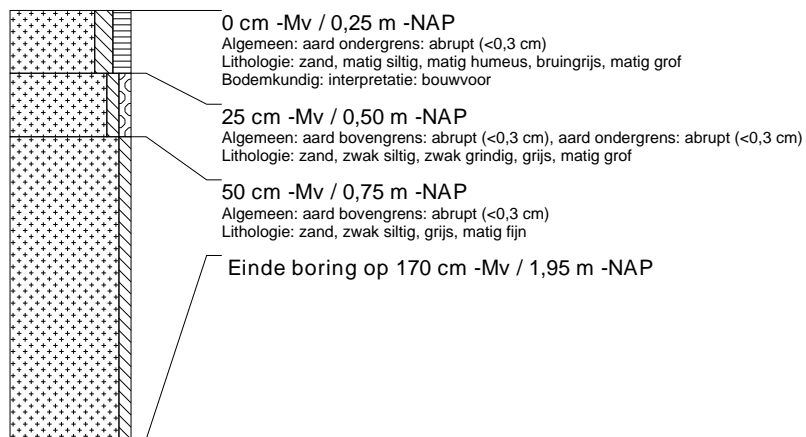 0 cm -Mv / 0,25 m -NAP
Algemeen: aard ondergrens: abrupt (<0,3 cm)
Lithologie: zand, matig siltig, matig humeus, bruingrijs, matig grof
Bodemkundig: interpretatie: bouwvoor
25 cm -Mv / 0,50 m -NAP
Algemeen: aard bovengrens: abrupt (<0,3 cm), aard ondergrens: abrupt (<0,3 cm)
Lithologie: zand, zwak siltig, zwak grindig, grijs, matig grof
50 cm -Mv / 0,75 m -NAP
Algemeen: aard bovengrens: abrupt (<0,3 cm)
Lithologie: zand, zwak siltig, grijs, matig fijn
Einde boring op 170 cm -Mv / 1,95 m -NAP